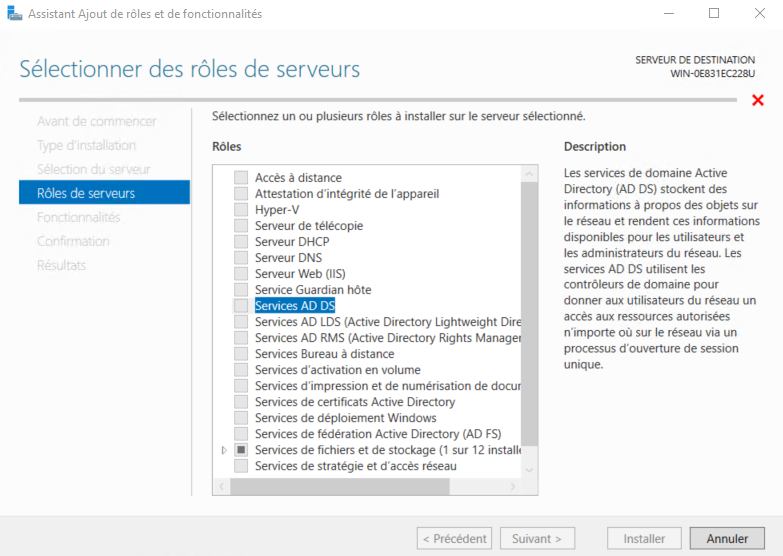 Assistant Ajout de rôles et de fonctionnalités
Sélectionner des rôles de serveurs
SERVEUR DE DESTINATION
WIN-0E831EC228U
Avant de commencer
Type d'installation
Sélection du serveur
Rôles de serveurs
Fonctionnalités
Confirmation
Résultats
Sélectionnez un ou plusieurs rôles à installer sur le serveur sélectionné.
Rôles
Accès à distance
Attestation d'intégrité de l'appareil
Hyper-V
Serveur de télécopie
Serveur DHCP
Serveur DNS
Serveur Web (IIS)
Service Guardian hôte
Services AD DS
Services AD LDS (Active Directory Lightweight Dire
Services AD RMS (Active Directory Rights Manager
Services Bureau à distance
Services d'activation en volume
Services d'impression et de numérisation de docur
Services de certificats Active Directory
Services de déploiement Windows
Services de fédération Active Directory (AD FS)
Services de fichiers et de stockage (1 sur 12 installé
Services de stratégie et d'accès réseau
Description
Les services de domaine Active
Directory (AD DS) stockent des
informations à propos des objets sur
le réseau et rendent ces informations
disponibles pour les utilisateurs et
les administrateurs du réseau. Les
services AD DS utilisent les
contrôleurs de domaine pour
donner aux utilisateurs du réseau un
accès aux ressources autorisées
n'importe où sur le réseau via un
processus d'ouverture de session
unique.
< Précédent
Suivant >
Installer
Annuler